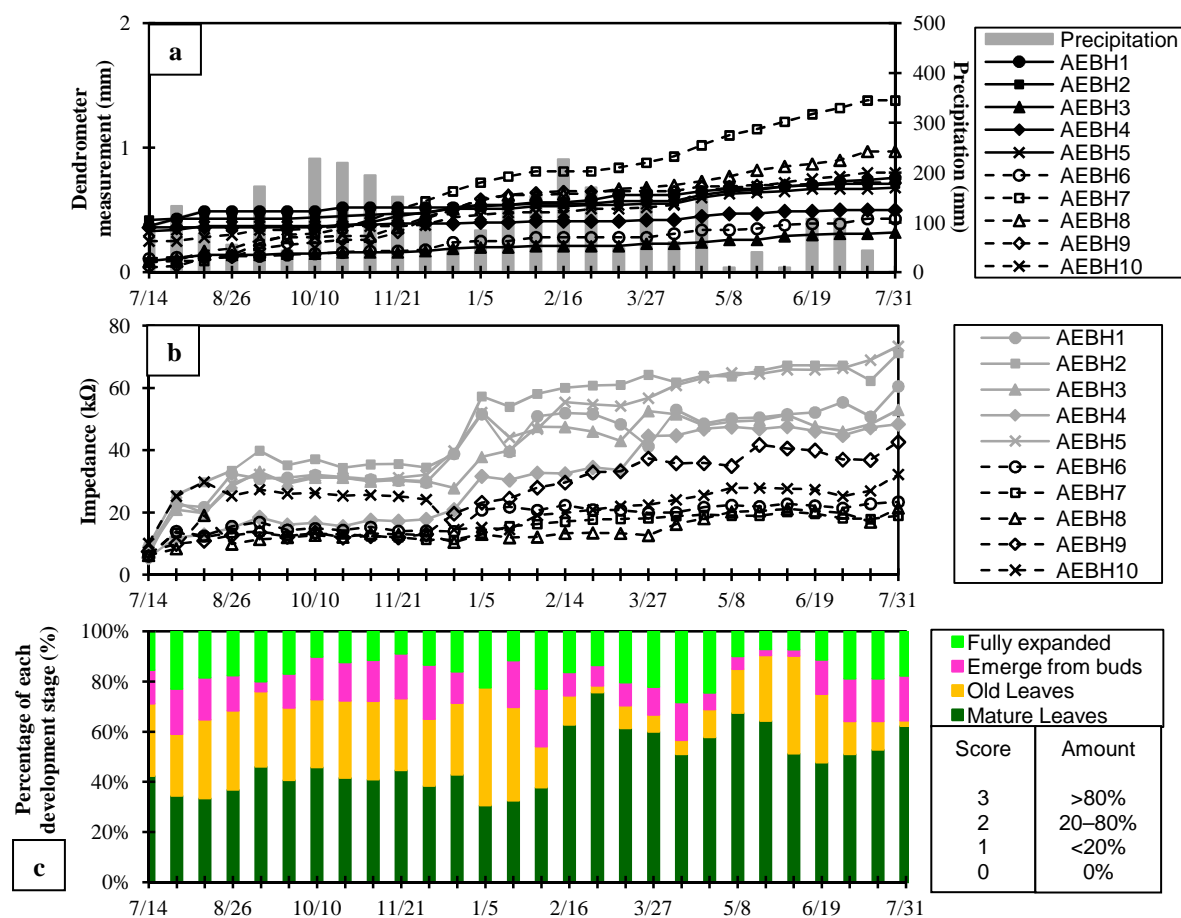 a
Dendrometer
measurement (mm)
2
1
0
500
400
300
200
100
0
Precipitation (mm)
7/14 8/26 10/10 11/21 1/5 2/16 3/27 5/8 6/19 7/31
Precipitation
AEBH1
AEBH2
AEBH3
AEBH4
AEBH5
AEBH6
AEBH7
AEBH8
AEBH9
AEBH10
b
Impedance (kΩ)
80
60
40
20
0
7/14 8/26 10/10 11/21 1/5 2/14 3/27 5/8 6/19 7/31
AEBH1
AEBH2
AEBH3
AEBH4
AEBH5
AEBH6
AEBH7
AEBH8
AEBH9
AEBH10
c
Percentage of each
development stage (%)
100%
80%
60%
40%
20%
0%
7/14 8/26 10/10 11/21 1/5 2/16 3/27 5/8 6/19 7/31
Fully expanded
Emerge from buds
Old Leaves
Mature Leaves
Score Amount
3 >80%
2 20–80%
1 <20%
0 0%